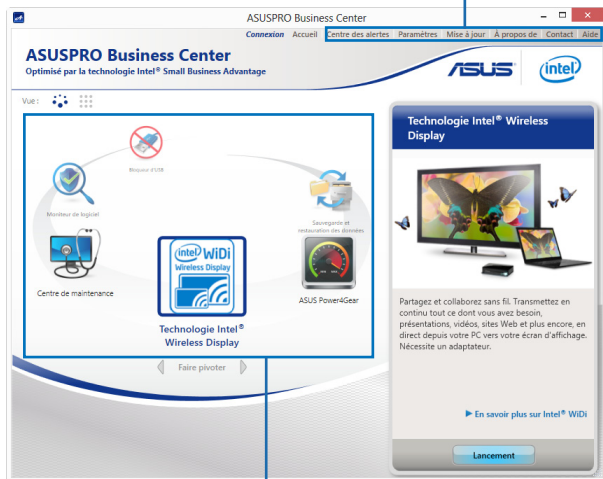 ASUSPRO Business Center
Connexion Accueil Centre des alertes Paramètres Mise à jour À propos de Contact Aide
ASUSPRO Business Center
Optimisé par la technologie Intel® Small Business Advantage
ASUS
intel
Vue :
Technologie Intel® Wireless
Display
Bloqueur d'USB
Moniteur de logiciel
Sauvegarde et
restauration des données
Centre de maintenance
intel WiDi
Wireless Display
ASUS Power4Gear
Technologie Intel®
Wireless Display
Faire pivoter
Partagez et collaborez sans fil. Transmettez en
continu tout ce dont vous avez besoin,
présentations, vidéos, sites Web et plus encore, en
direct depuis votre PC vers votre écran d'affichage.
Nécessite un adaptateur.
En savoir plus sur Intel® WiDi
Lancement